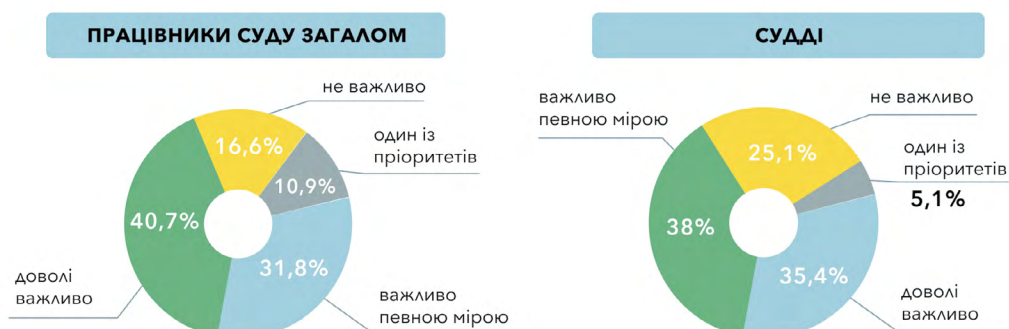 ПРАЦІВНИКИ СУДУ ЗАГАЛОМ
не важливо
16,6%
один із
пріоритетів
10,9%
40,7%
31,8%
доволі
важливо
важливо
певною мірою
СУДДІ
важливо
певною мірою
не важливо
25,1%
один із
пріоритетів
5,1%
38%
35,4%
доволі
важливо